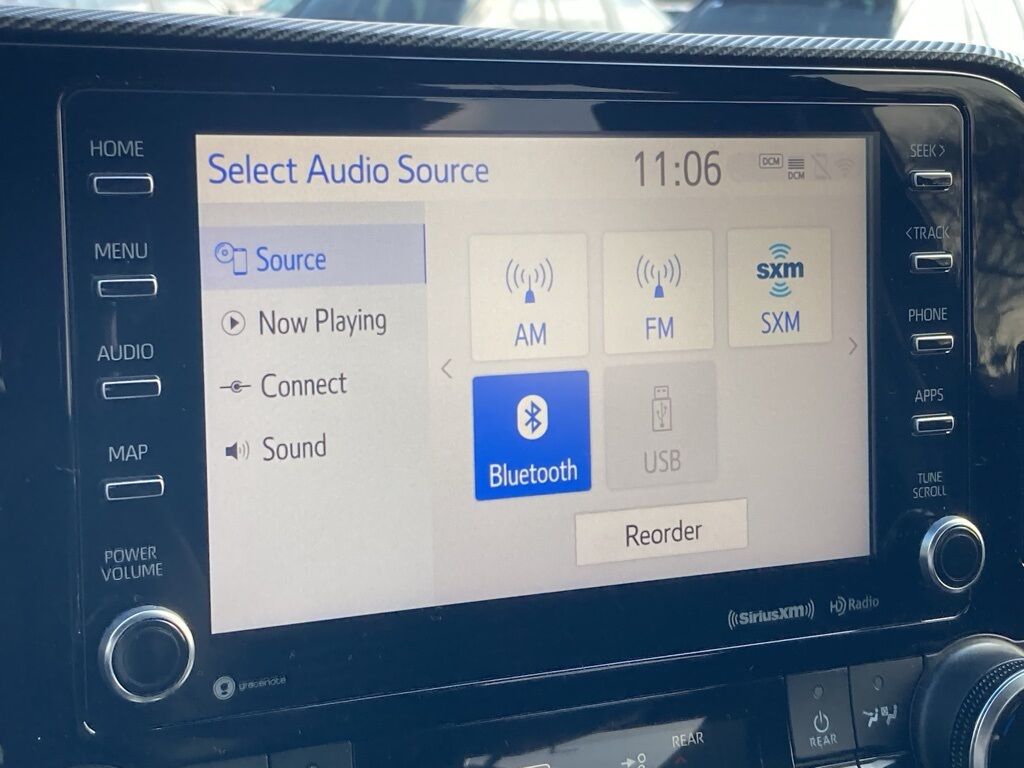 HOME
MENU
AUDIO
MAP
POWER
VOLUME
Select Audio Source
11:06
DCM
DCM
Source
Now Playing
Connect
Sound
AM
FM
sxm
SXM
Bluetooth
USB
Reorder
SEEK>
<TRACK
PHONE
APPS
TUNE
SCROLL
gracenote
SiriusXM
HD Radio
REAR
REAR